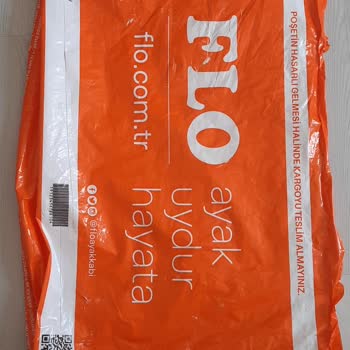 POŞETİN HASARLI GELMESİ HALİNDE KARGOYU TESLİM ALMAYINIZ.
FLO
flo.com.tr
ayak
uydur
hayata
@floayakkabi